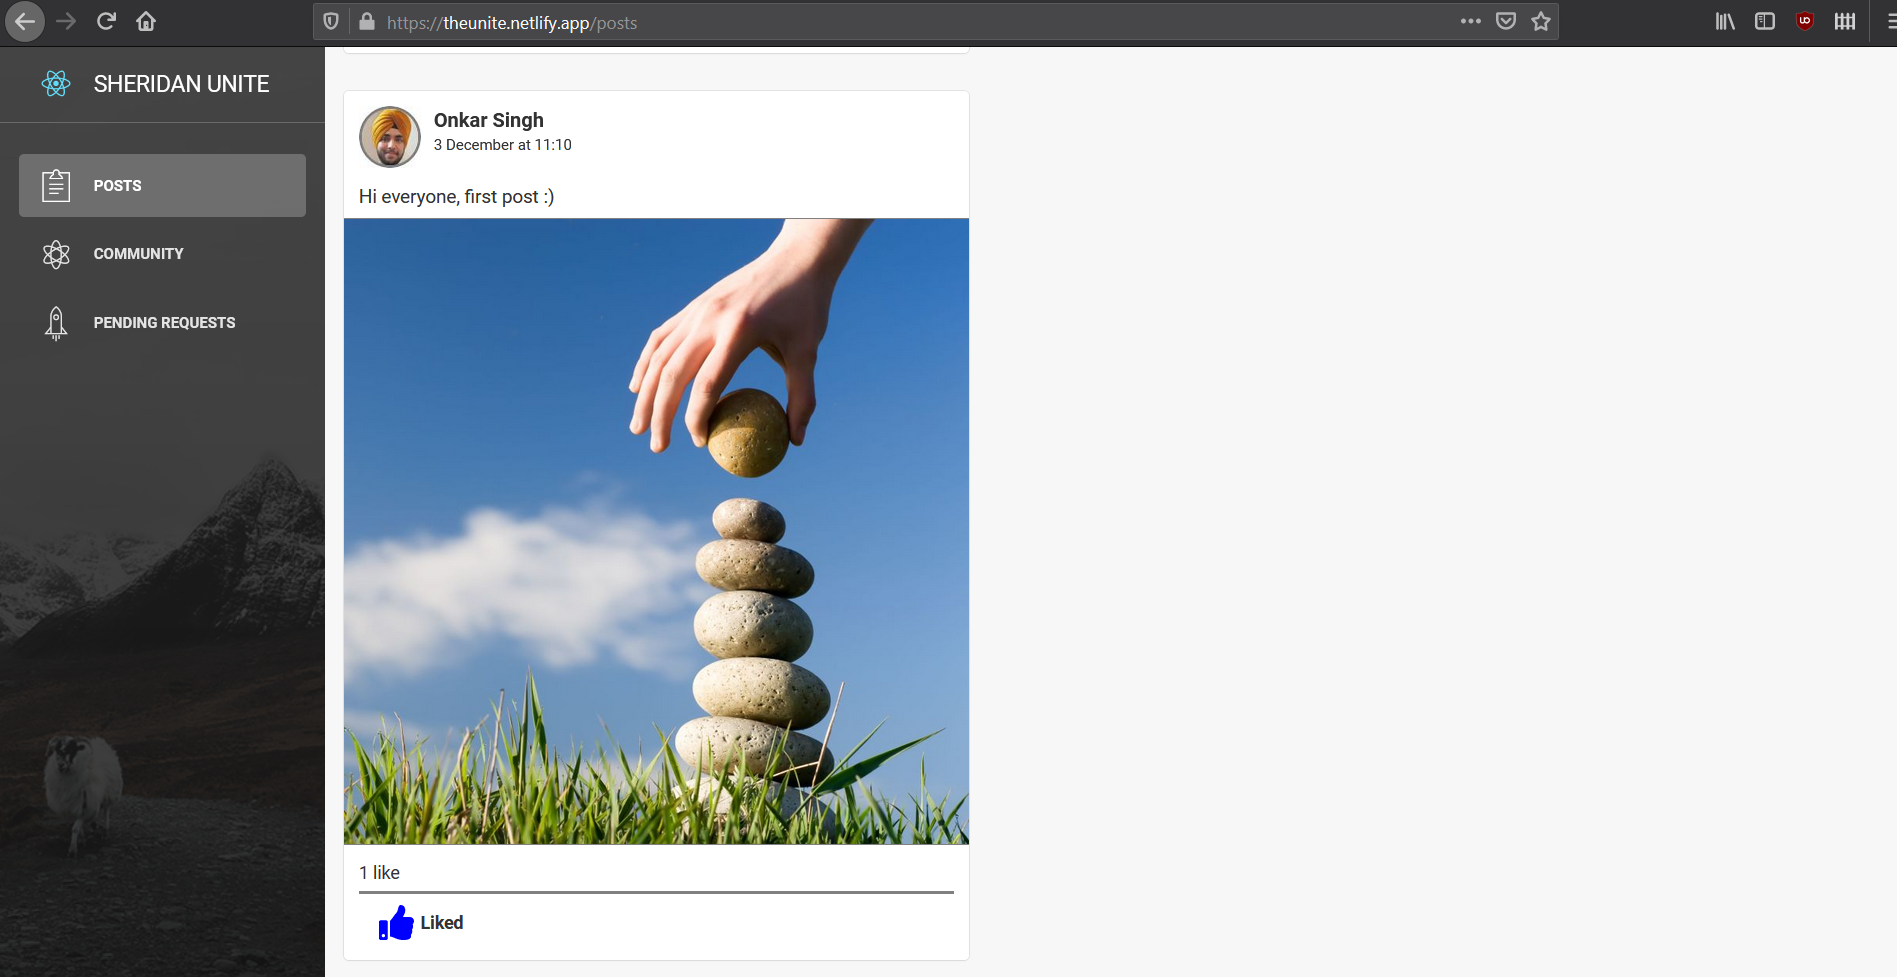 https://theunite.netlify.app/posts
SHERIDAN UNITE
POSTS
COMMUNITY
PENDING REQUESTS
Onkar Singh
3 December at 11:10
Hi everyone, first post :)
1 like
Liked